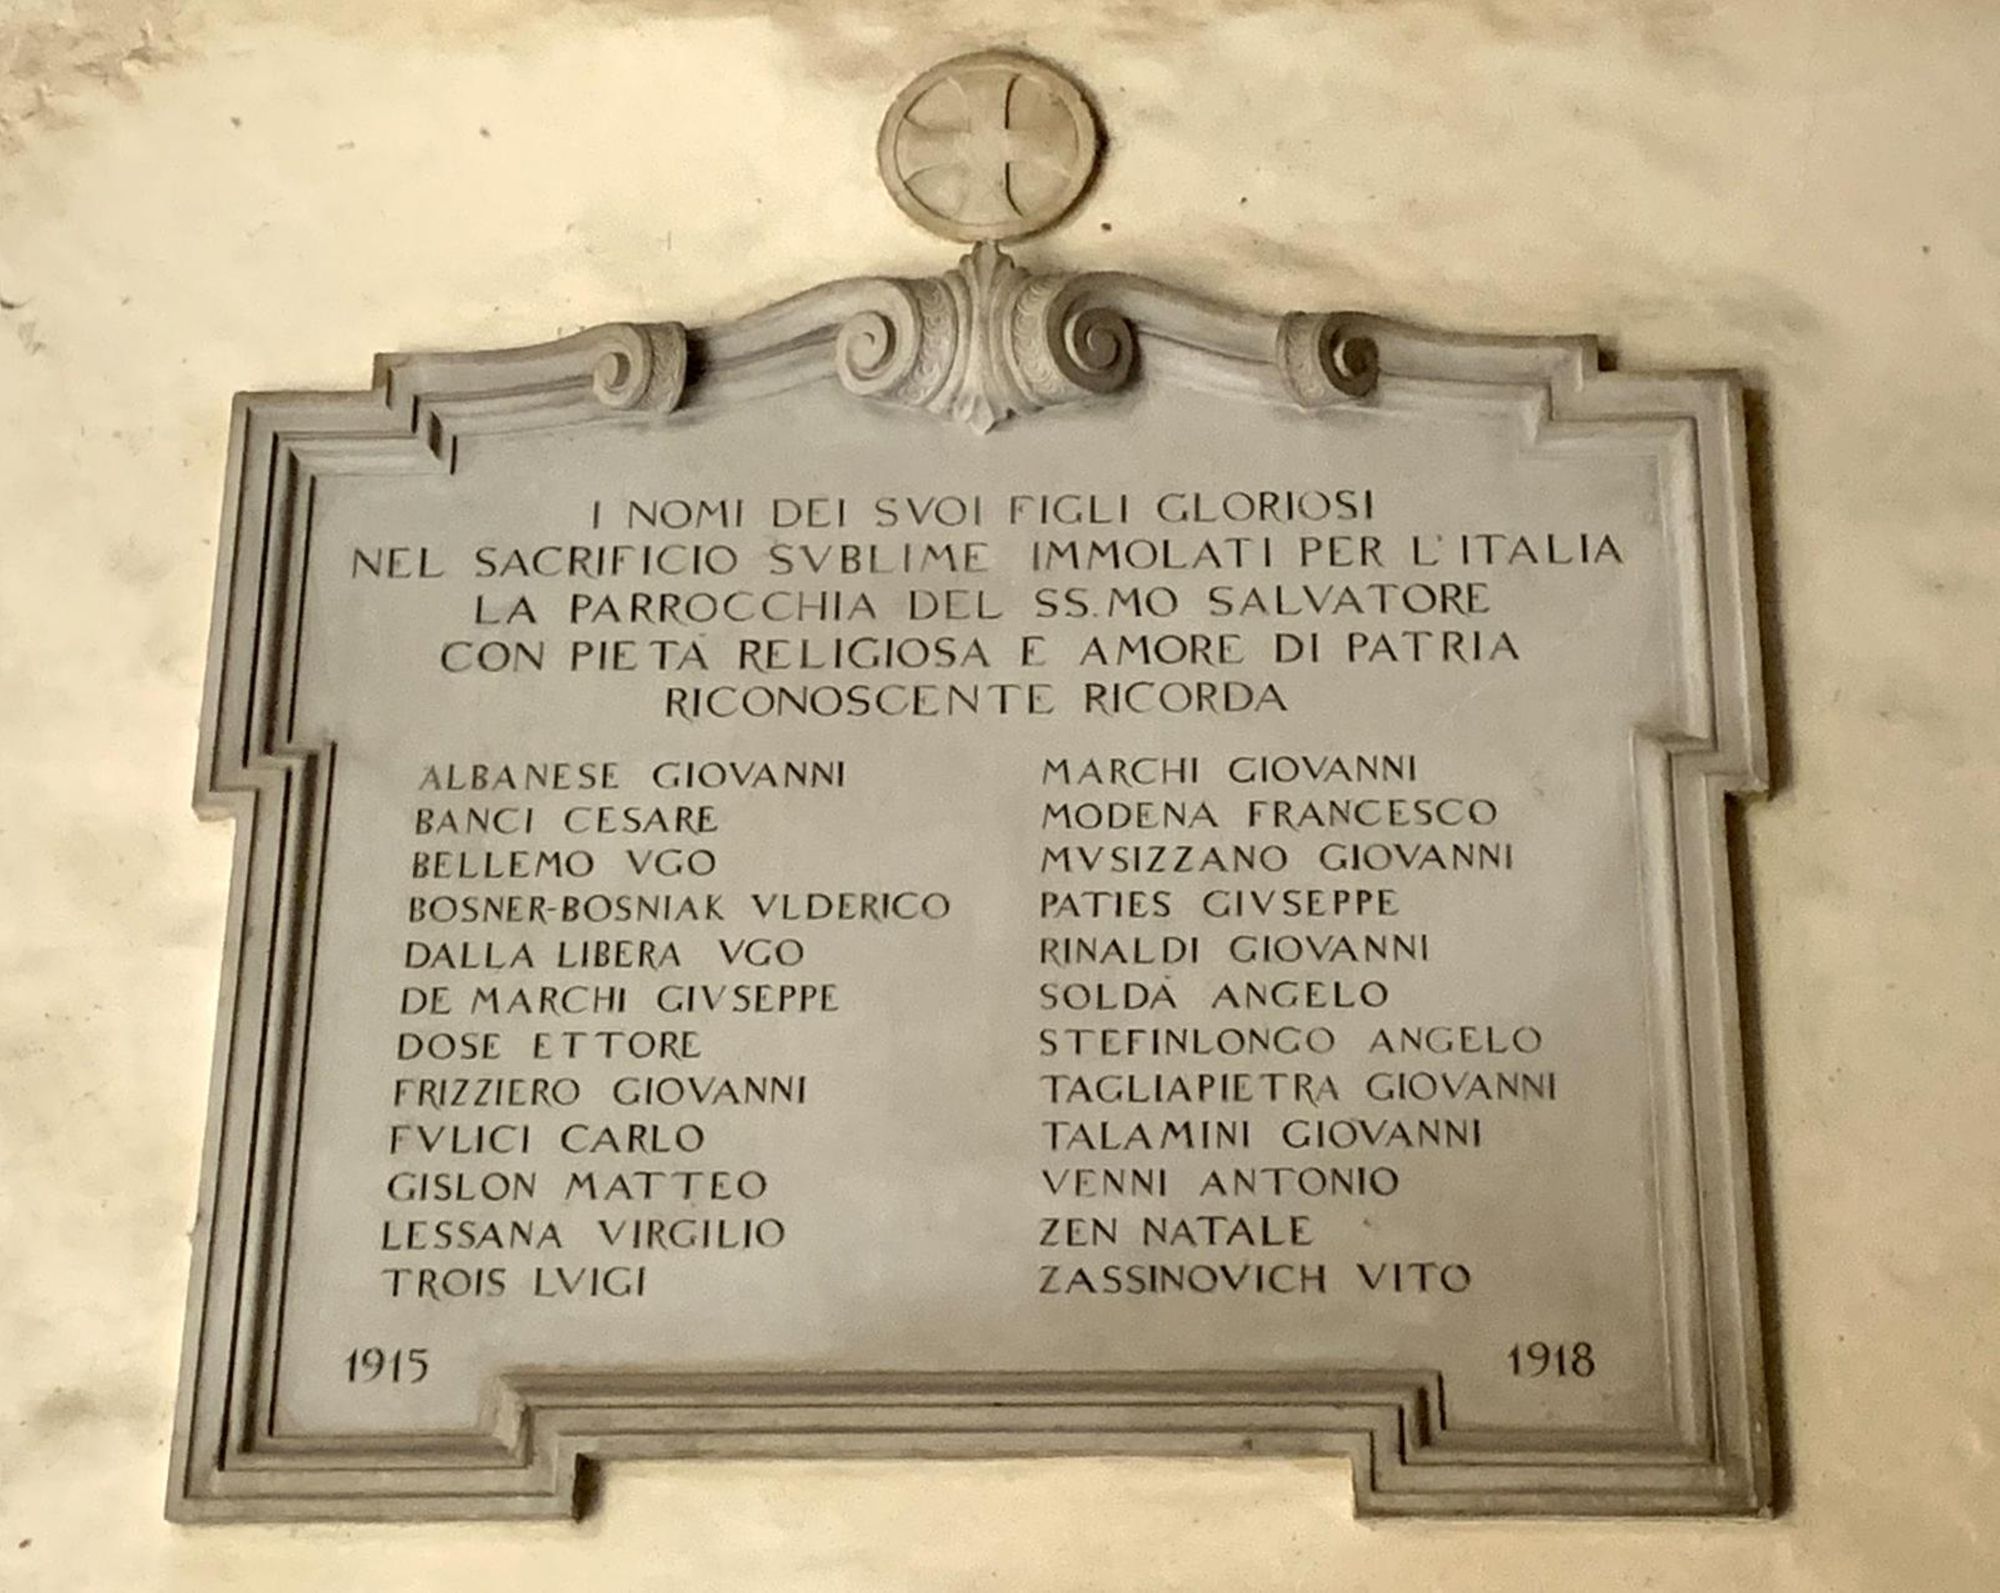 I NOMI DEI SVOI FIGLI GLORIOSI
NEL SACRIFICIO SVBLIME IMMOLATI PER L'ITALIA
LA PARROCCHIA DEL SS.MO SALVATORE
CON PIETÀ RELIGIOSA E AMORE DI PATRIA
RICONOSCENTE RICORDA
ALBANESE GIOVANNI
BANCI CESARE
BELLEMO VGO
BOSNER-BOSNIAK VLDERICO
DALLA LIBERA VGO
DE MARCHI GIVSEPPE
DOSE ETTORE
FRIZZIERO GIOVANNI
FVLICI CARLO
GISLON MATTEO
LESSANA VIRGILIO
TROIS LVIGI
MARCHI GIOVANNI
MODENA FRANCESCO
MVSIZZANO GIOVANNI
PATIES GIVSEPPE
RINALDI GIOVANNI
SOLDÀ ANGELO
STEFINLONGO ANGELO
TAGLIAPIETRA GIOVANNI
TALAMINI GIOVANNI
VENNI ANTONIO
ZEN NATALE
ZASSINOVICH VITO
1915
1918